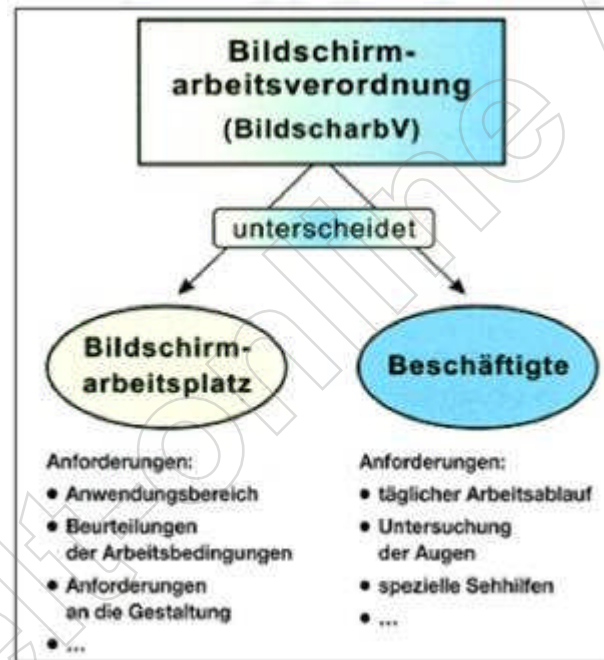 Bildschirm-
arbeitsverordnung
(BildscharbV)
unterscheidet
Bildschirm-
arbeitsplatz
Beschäftigte
Anforderungen:
• Anwendungsbereich
• Beurteilungen
der Arbeitsbedingungen
• Anforderungen
an die Gestaltung
• ...
Anforderungen:
• täglicher Arbeitsablauf
• Untersuchung
der Augen
• spezielle Sehhilfen
• ...